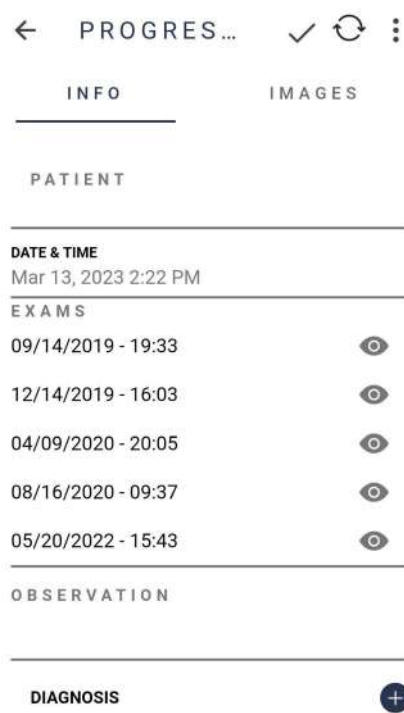 PROGRES...
INFO IMAGES
PATIENT
DATE & TIME
Mar 13, 2023 2:22 PM
EXAMS
09/14/2019 - 19:33
12/14/2019 - 16:03
04/09/2020 - 20:05
08/16/2020 - 09:37
05/20/2022 - 15:43
OBSERVATION
DIAGNOSIS